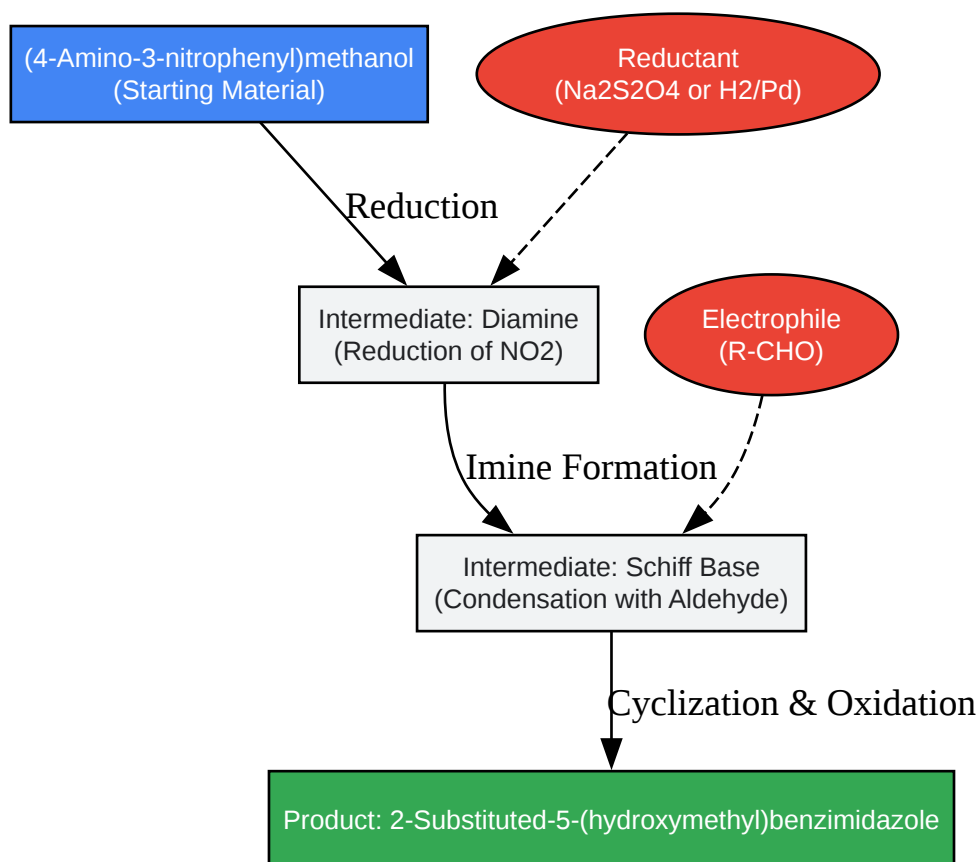 (4-Amino-3-nitrophenyl)methanol
(Starting Material)
Reductant
(Na2S2O4 or H2/Pd)
Reduction
Intermediate: Diamine
(Reduction of NO2)
Electrophile
(R-CHO)
Imine Formation
Intermediate: Schiff Base
(Condensation with Aldehyde)
Cyclization & Oxidation
Product: 2-Substituted-5-(hydroxymethyl)benzimidazole